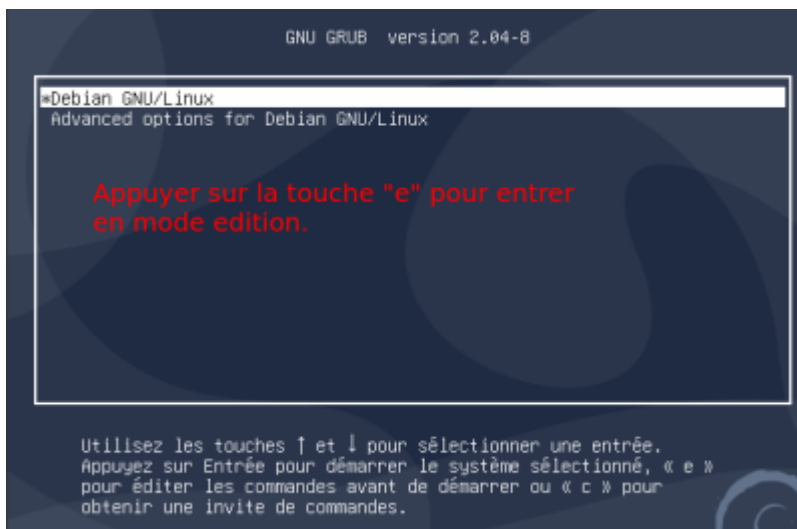 GNU GRUB  version 2.04-8
*Debian GNU/Linux
Advanced options for Debian GNU/Linux
Appuyer sur la touche "e" pour entrer
en mode edition.
Utilisez les touches ↑ et ↓ pour sélectionner une entrée.
Appuyez sur Entrée pour démarrer le système sélectionné, « e »
pour éditer les commandes avant de démarrer ou « c » pour
obtenir une invite de commandes.